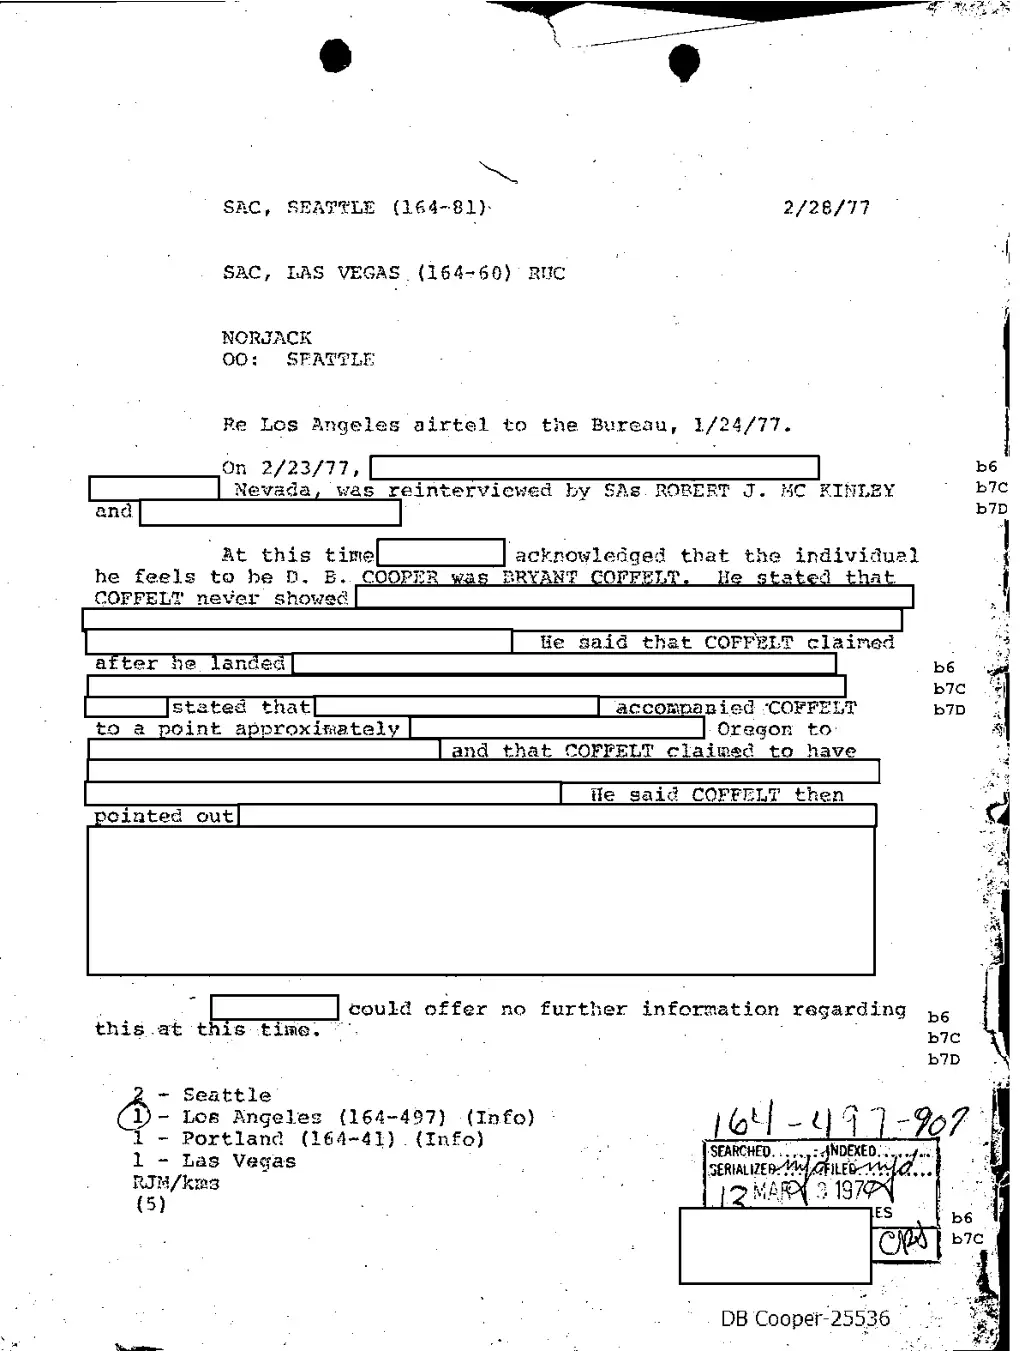 SAC, SEATTLE (164-81) 2/28/77
SAC, LAS VEGAS (164-60) RUC
NORJACK
OO: SEATTLE
Re Los Angeles airtel to the Bureau, 1/24/77.
On 2/23/77,
b6
Nevada, was reinterviewed by SAs ROBERT J. MC KINLEY
b7C
and
b7D
At this time acknowledged that the individual
he feels to be D. B. COOPER was BRYANT COFFELT. He stated that
COFFELT never showed
He said that COFFELT claimed
after he landed
b6
b7C
stated that accompanied COFFELT
b7D
to a point approximately Oregon to
and that COFFELT claimed to have
He said COFFELT then
pointed out
could offer no further information regarding
b6
this at this time.
b7C
b7D
2 - Seattle
1 - Los Angeles (164-497) (Info)
1 - Portland (164-41) (Info)
1 - Las Vegas
RJM/kms
(5)
164-497-907
SEARCHED.....INDEXED.....
SERIALIZED FILED
ES
b6
b7C
DB Cooper-25536